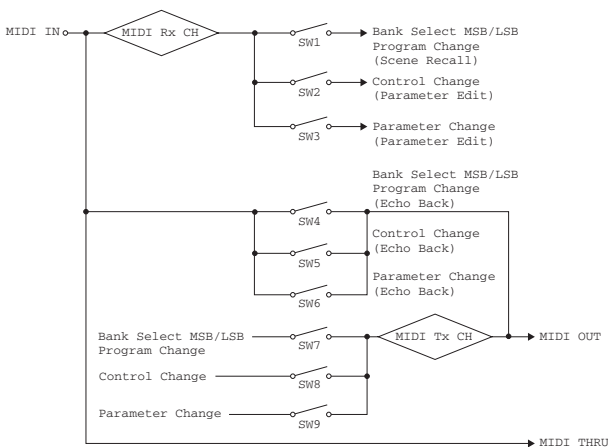 MIDI IN
MIDI Rx CH
SW1
Bank Select MSB/LSB
Program Change
(Scene Recall)
SW2
Control Change
(Parameter Edit)
SW3
Parameter Change
(Parameter Edit)
Bank Select MSB/LSB
Program Change
(Echo Back)
SW4
Control Change
(Echo Back)
SW5
Parameter Change
(Echo Back)
SW6
Bank Select MSB/LSB
Program Change
SW7
MIDI Tx CH
MIDI OUT
Control Change
SW8
Parameter Change
SW9
MIDI THRU